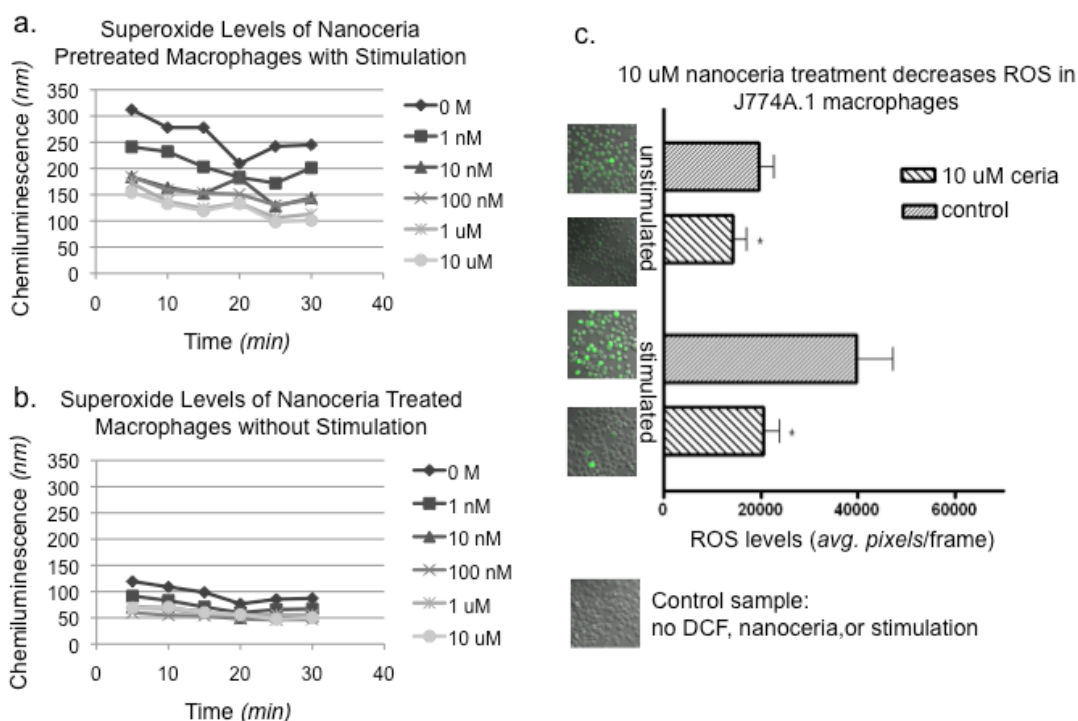 a.
Superoxide Levels of Nanoceria
Pretreated Macrophages with Stimulation
Chemiluminescence (nm)
350
300
250
200
150
100
50
0
0 10 20 30 40
Time (min)
0 M
1 nM
10 nM
100 nM
1 uM
10 uM
b.
Superoxide Levels of Nanoceria Treated
Macrophages without Stimulation
Chemiluminescence (nm)
350
300
250
200
150
100
50
0
0 10 20 30 40
Time (min)
0 M
1 nM
10 nM
100 nM
1 uM
10 uM
c.
10 uM nanoceria treatment decreases ROS in
J774A.1 macrophages
unstimulated
stimulated
*
*
10 uM ceria
control
0 20000 40000 60000
ROS levels (avg. pixels/frame)
Control sample:
no DCF, nanoceria,or stimulation